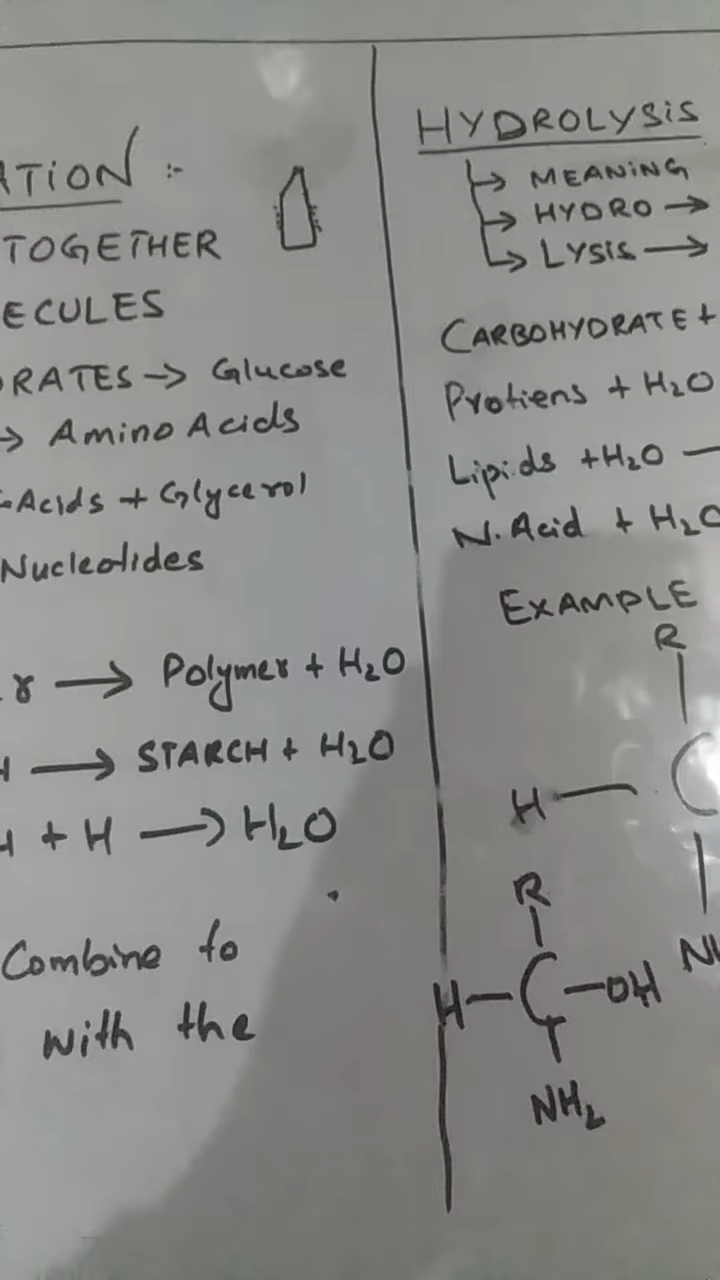 ATION :-
TOGETHER
ECULES
RATES → Glucose
→ Amino Acids
Acids + Glycerol
Nucleotides
r → Polymer + H₂O
H → STARCH + H₂O
H + H → H₂O
Combine to
with the
HYDROLYSIS
→ MEANING
→ HYDRO →
→ LYSIS →
CARBOHYDRATE +
Protiens + H₂O
Lipids + H₂O —
N. Acid + H₂O
EXAMPLE
R
H — C
NH
R
H — C — OH
NH₂